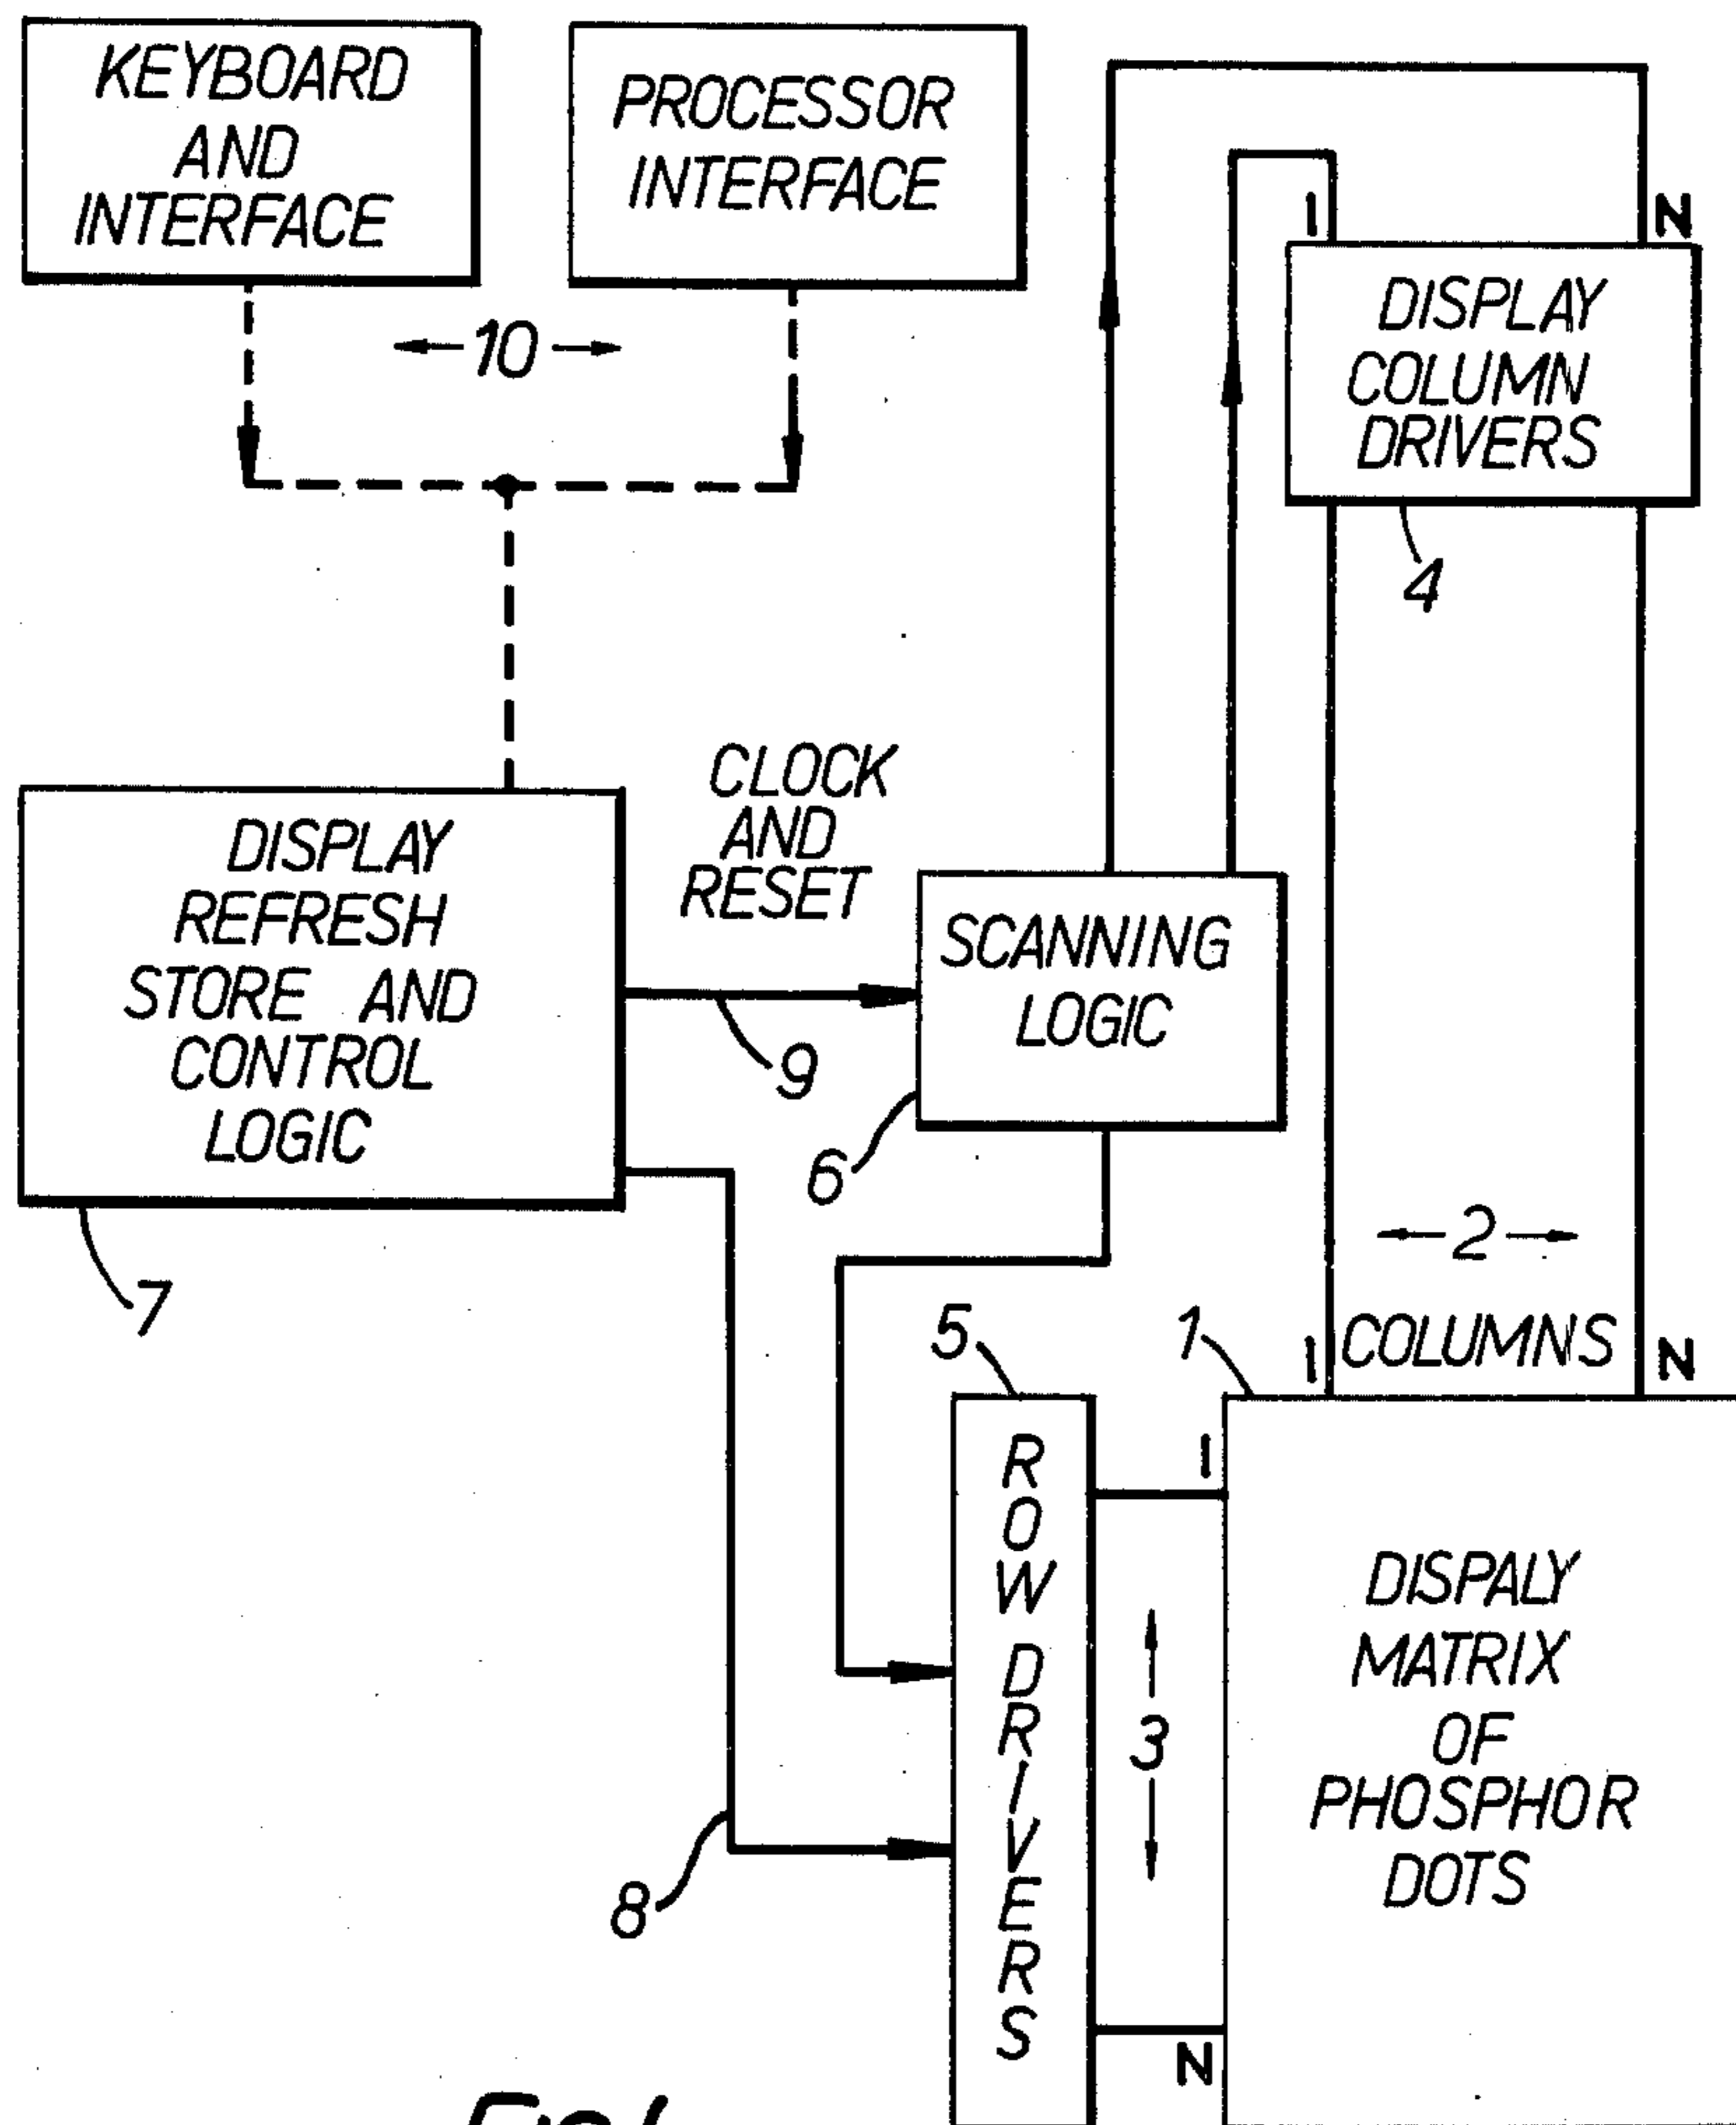 KEYBOARD
AND
INTERFACE
PROCESSOR
INTERFACE
10
1
N
DISPLAY
COLUMN
DRIVERS
4
DISPLAY
REFRESH
STORE AND
CONTROL
LOGIC
7
CLOCK
AND
RESET
9
SCANNING
LOGIC
6
2
1 COLUMNS N
5
1
ROW DRIVERS
8
1
3
N
DISPALY
MATRIX
OF
PHOSPHOR
DOTS